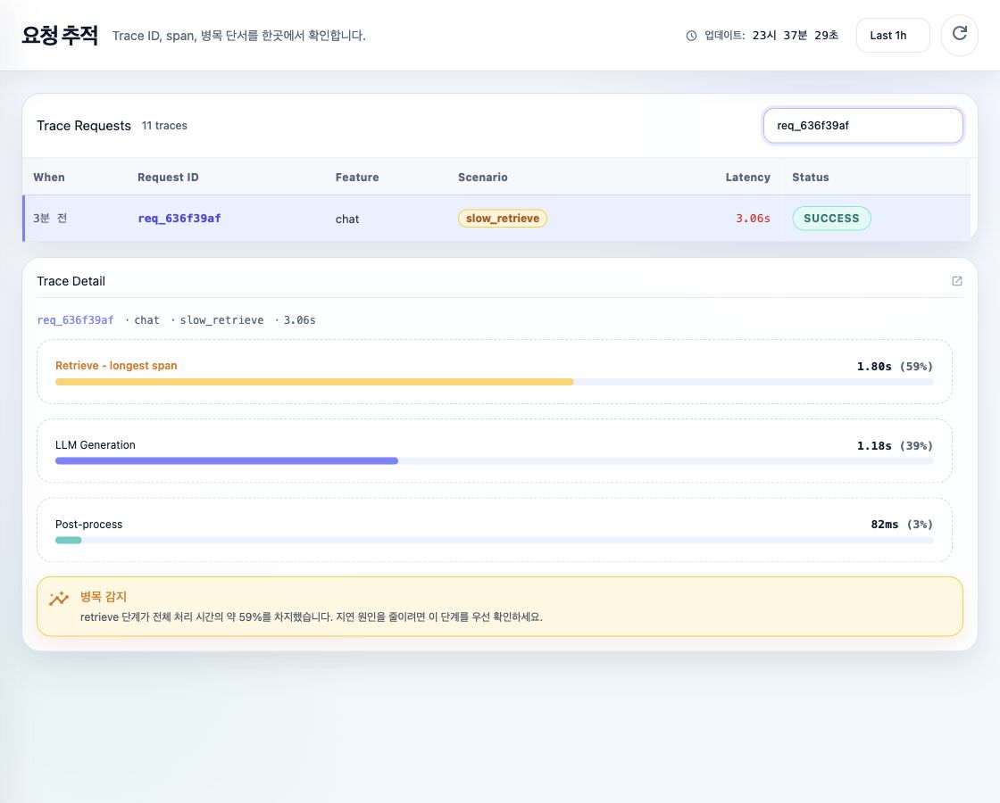 요청 추적
Trace ID, span, 병목 단서를 한곳에서 확인합니다.
업데이트: 23시 37분 29초
Last 1h
Trace Requests 11 traces
req_636f39af
When Request ID Feature Scenario Latency Status
3분 전 req_636f39af chat slow_retrieve 3.06s SUCCESS
Trace Detail
req_636f39af · chat · slow_retrieve · 3.06s
Retrieve - longest span 1.80s (59%)
LLM Generation 1.18s (39%)
Post-process 82ms (3%)
병목 감지
retrieve 단계가 전체 처리 시간의 약 59%를 차지했습니다. 지연 원인을 줄이려면 이 단계를 우선 확인하세요.